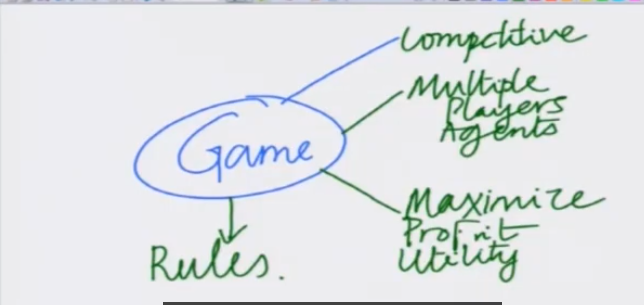 Competitive
Multiple
Players
Agents
Game
Maximize
Profit
Utility
Rules.